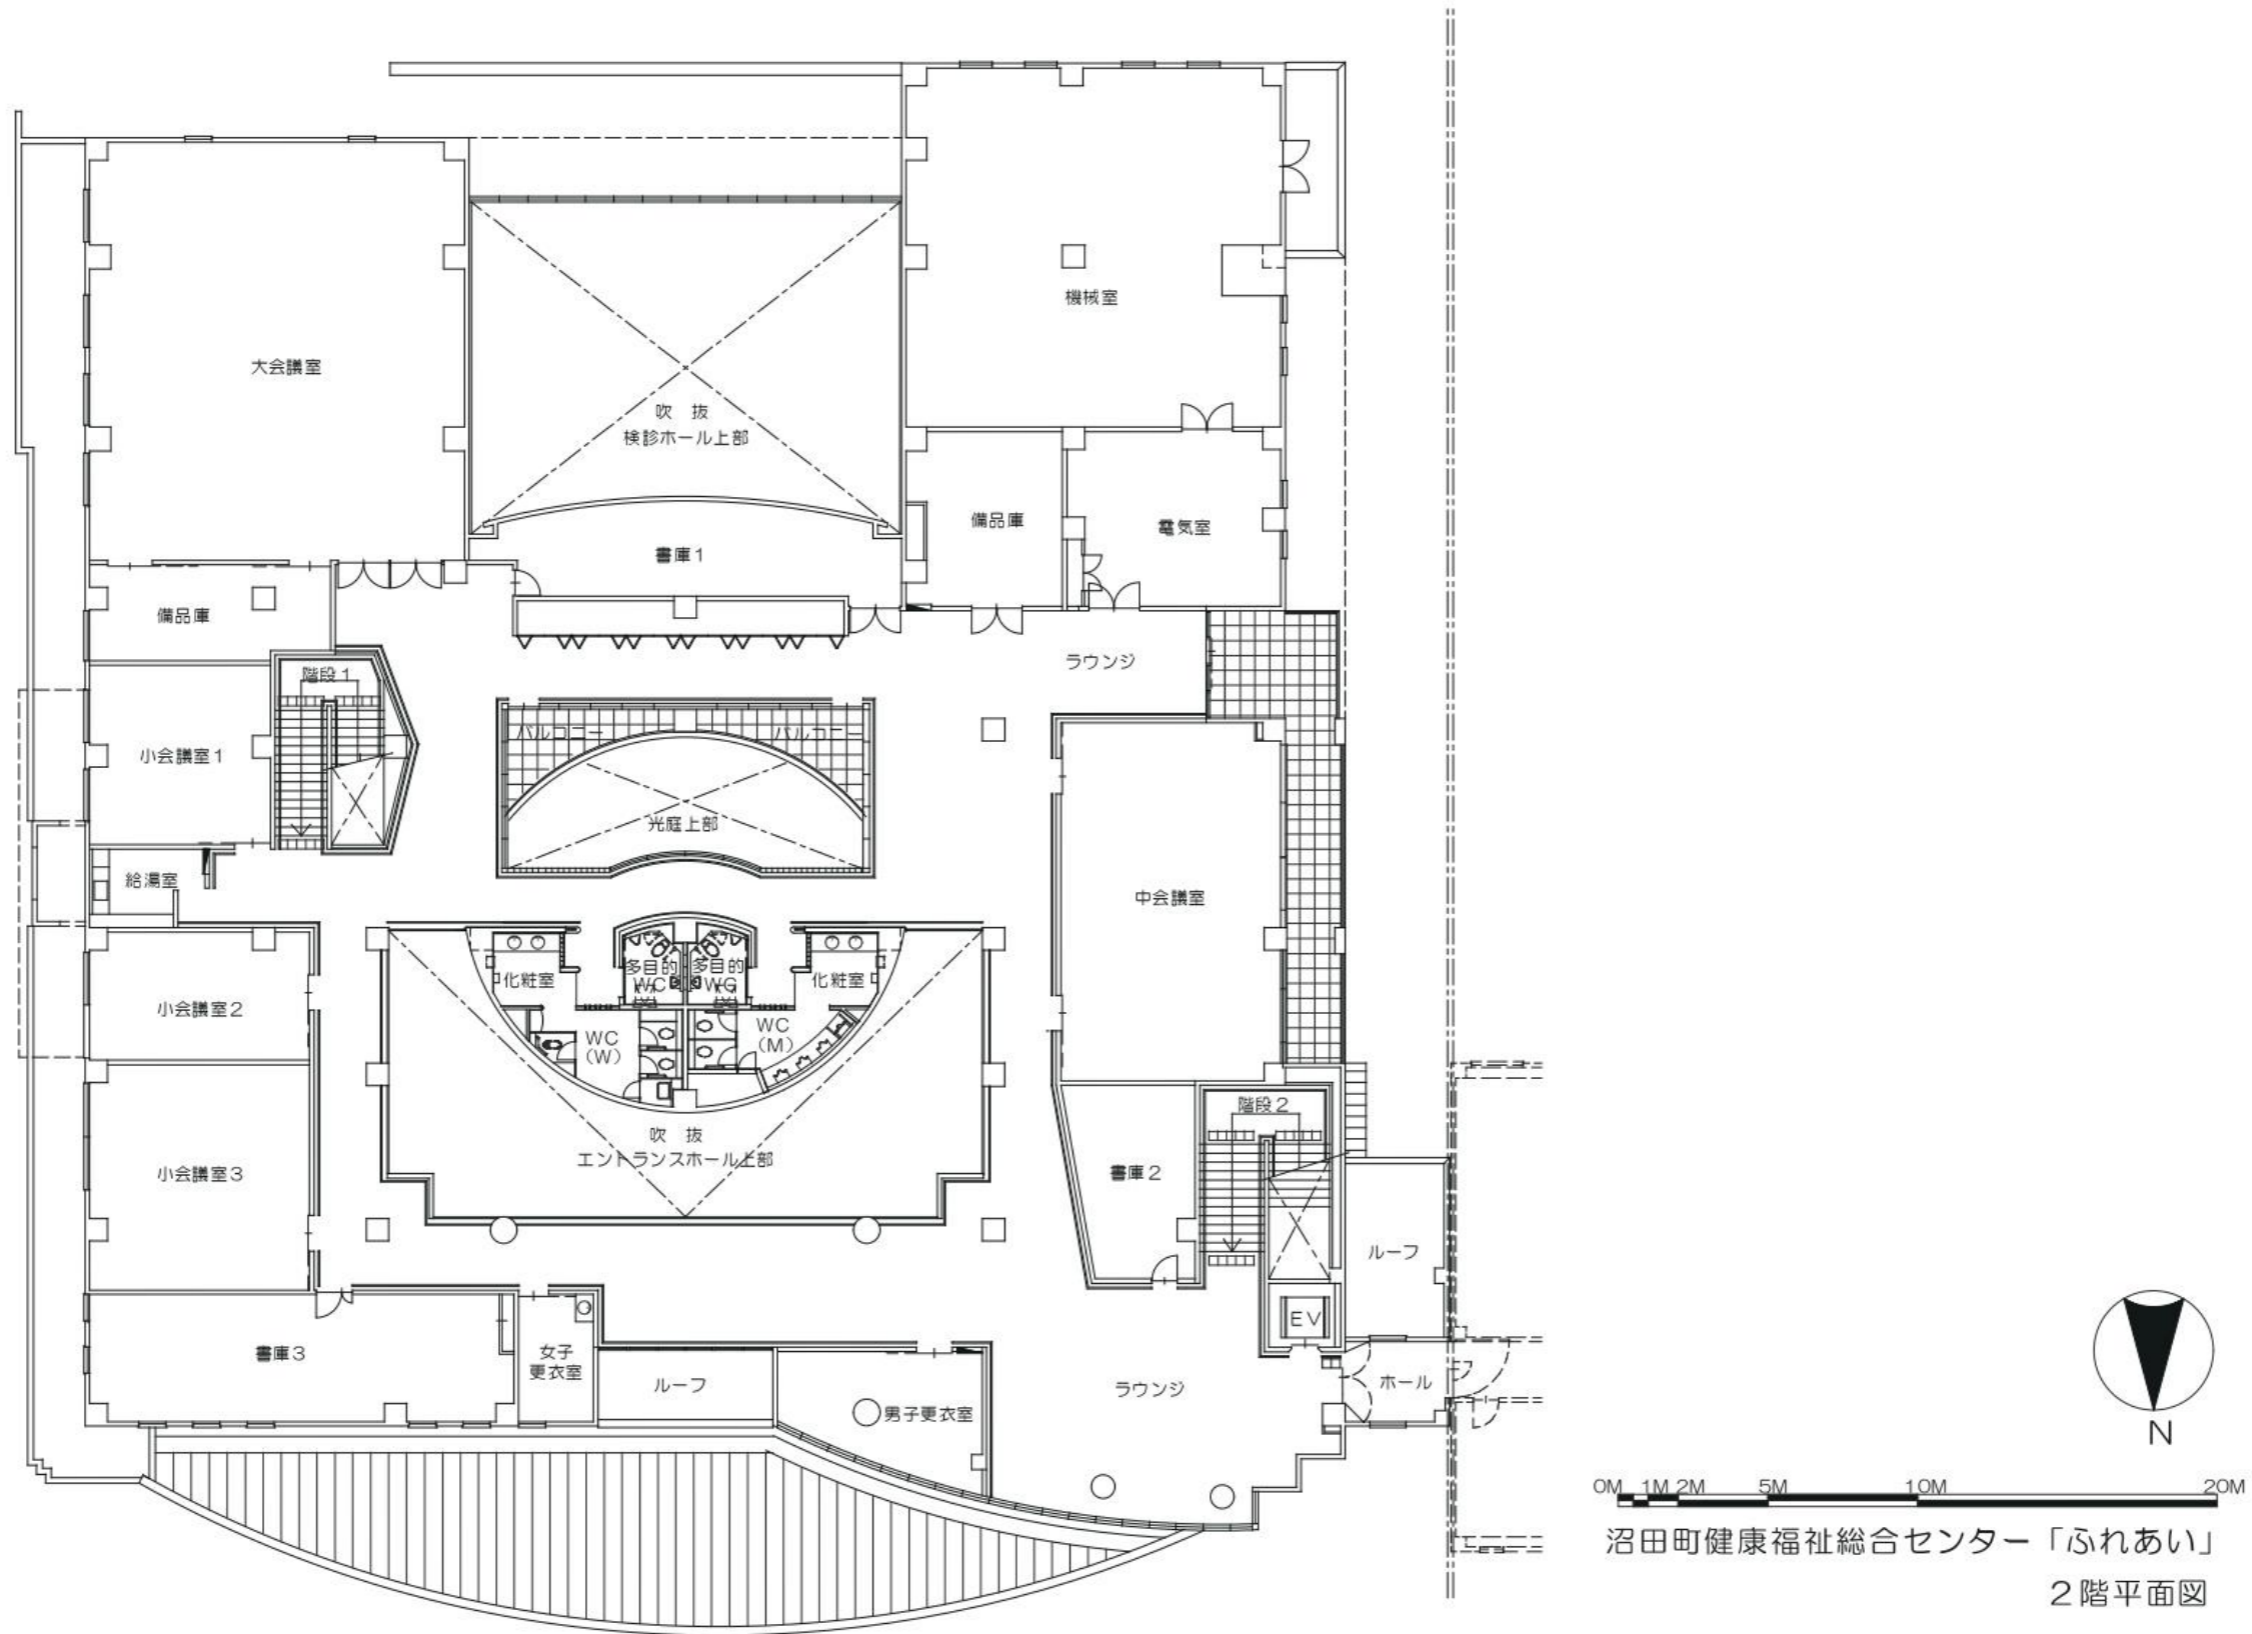 機械室
大会議室
吹 抜
検診ホール上部
備品庫
電気室
書庫1
備品庫
ラウンジ
階段1
バルコニー
バルコニー
小会議室1
光庭上部
給湯室
中会議室
多目的
WC
多目的
WC
化粧室
化粧室
小会議室2
WC
(W)
WC
(M)
階段2
吹 抜
エントランスホール上部
小会議室3
書庫2
ルーフ
EV
書庫3
女子
更衣室
ルーフ
ラウンジ
ホール
男子更衣室
N
0M 1M 2M 5M 10M 20M
沼田町健康福祉総合センター「ふれあい」
2階平面図